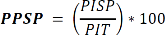 PPSP = (PISP/PIT) * 100